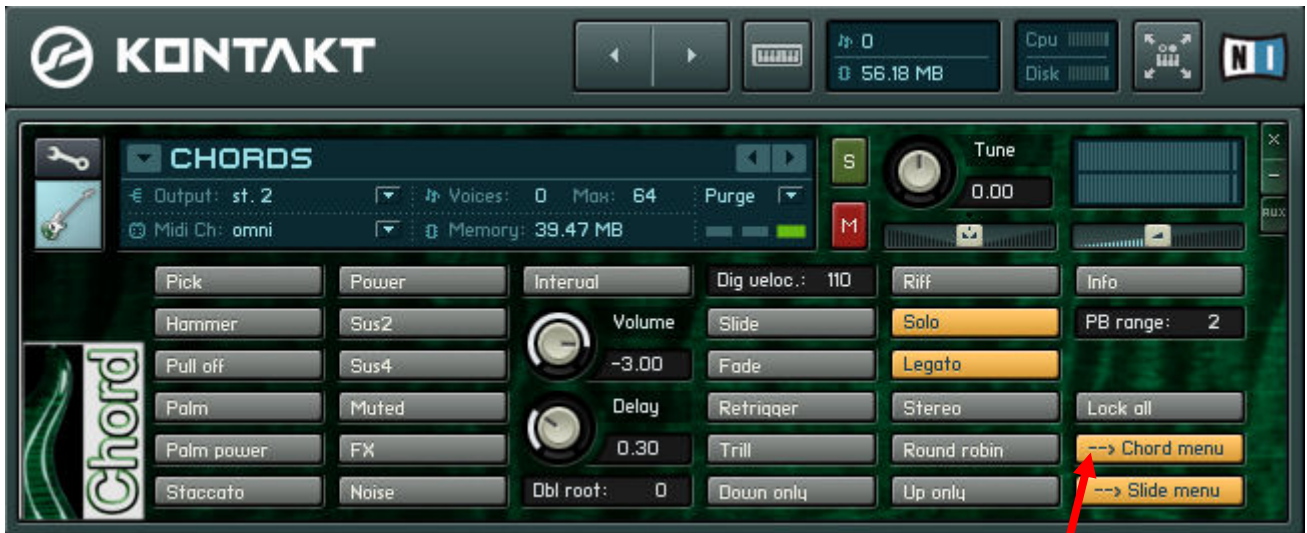 KONTAKT
0
56.18 MB
Cpu
Disk
NI
CHORDS
S
Tune
0.00
Output: st. 2
Voices: 0 Max: 64
Purge
Midi Ch: omni
Memory: 39.47 MB
M
x
-
AUX
Pick
Power
Interval
Dig veloc.: 110
Riff
Info
Hammer
Sus2
Volume
Slide
Solo
PB range: 2
Pull off
Sus4
-3.00
Fade
Legato
Palm
Muted
Delay
Retrigger
Stereo
Lock all
Palm power
FX
0.30
Trill
Round robin
--> Chord menu
Staccato
Noise
Dbl root: 0
Down only
Up only
--> Slide menu
Chord